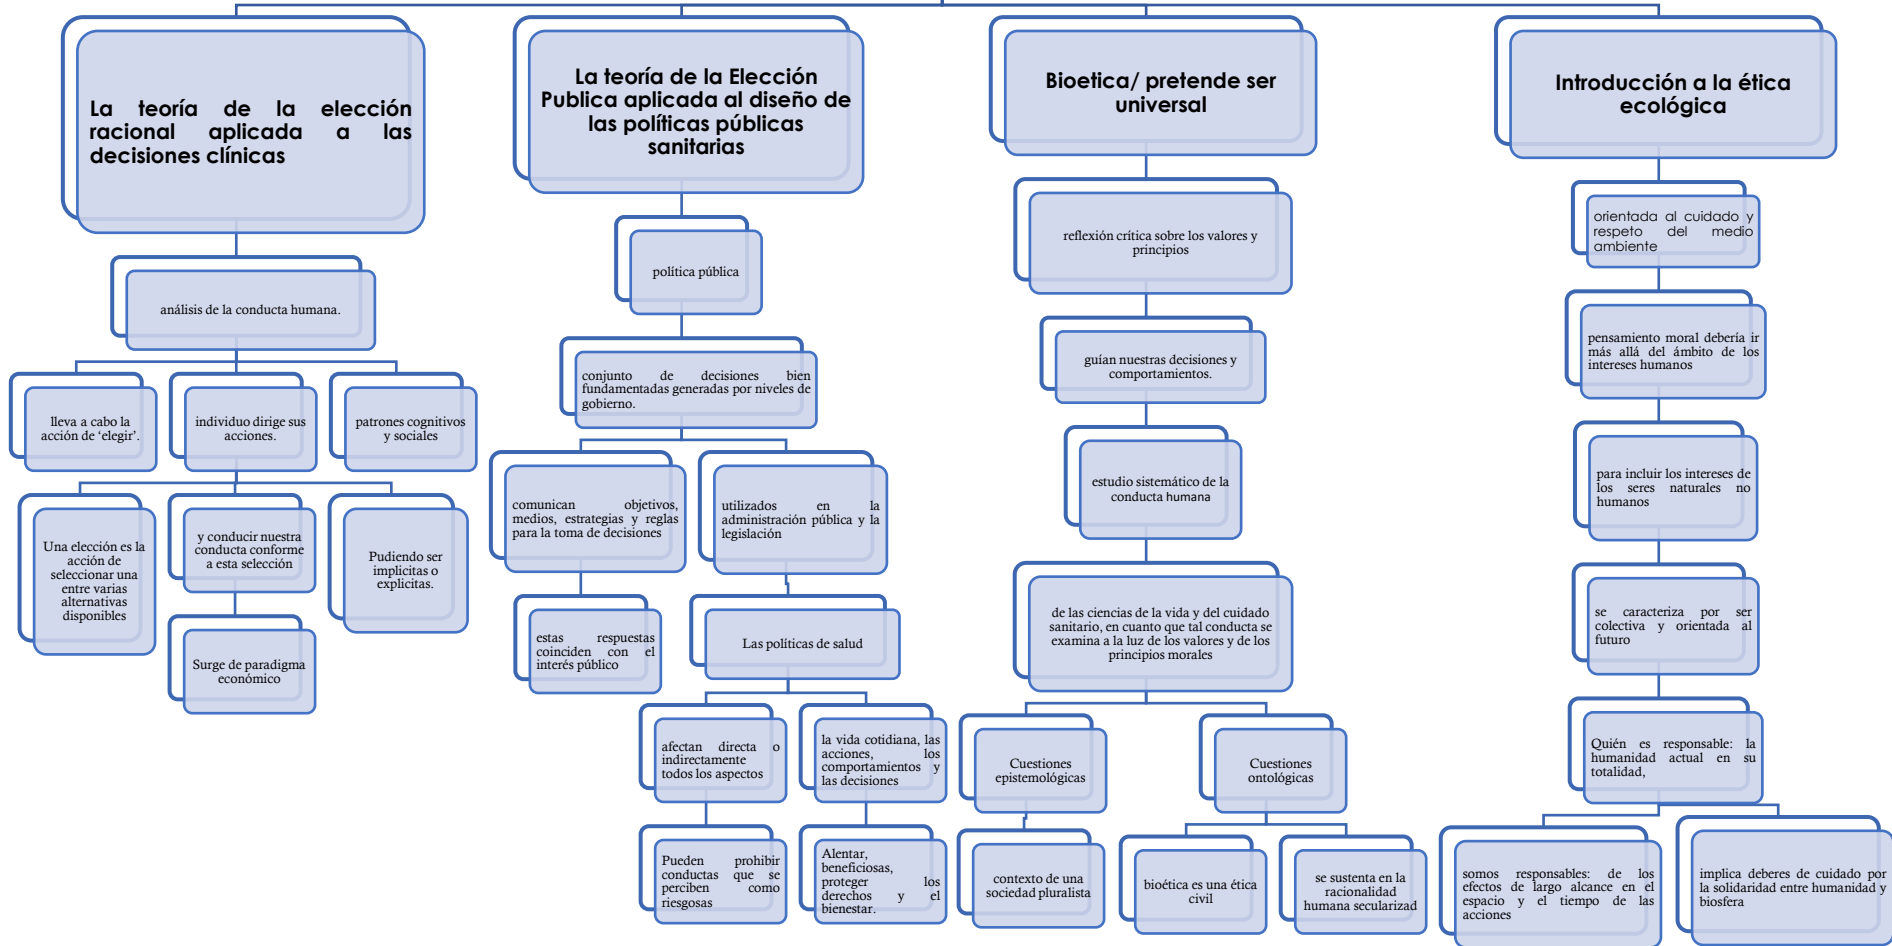 La teoría de la elección
racional aplicada a las
decisiones clínicas
análisis de la conducta humana.
lleva a cabo la
acción de ‘elegir’.
individuo dirige sus
acciones.
patrones cognitivos
y sociales
Una elección es la
acción de
seleccionar una
entre varias
alternativas
disponibles
y conducir nuestra
conducta conforme
a esta selección
Surge de paradigma
económico
Pudiendo ser
implicitas o
explicitas.
La teoría de la Elección
Publica aplicada al diseño de
las políticas públicas
sanitarias
política pública
conjunto de decisiones bien
fundamentadas generadas por niveles de
gobierno.
comunican objetivos,
medios, estrategias y reglas
para la toma de decisiones
estas respuestas
coinciden con el
interés público
utilizados en la
administración pública y la
legislación
Las políticas de salud
afectan directa o
indirectamente
todos los aspectos
Pueden prohibir
conductas que se
perciben como
riesgosas
la vida cotidiana, las
acciones, los
comportamientos y
las decisiones
Alentar,
beneficiosas,
proteger los
derechos y el
bienestar.
Bioetica/ pretende ser
universal
reflexión crítica sobre los valores y
principios
guían nuestras decisiones y
comportamientos.
estudio sistemático de la
conducta humana
de las ciencias de la vida y del cuidado
sanitario, en cuanto que tal conducta se
examina a la luz de los valores y de los
principios morales
Cuestiones
epistemológicas
contexto de una
sociedad pluralista
Cuestiones
ontológicas
bioética es una ética
civil
se sustenta en la
racionalidad
humana secularizad
Introducción a la ética
ecológica
orientada al cuidado y
respeto del medio
ambiente
pensamiento moral debería ir
más allá del ámbito de los
intereses humanos
para incluir los intereses de
los seres naturales no
humanos
se caracteriza por ser
colectiva y orientada al
futuro
Quién es responsable: la
humanidad actual en su
totalidad,
somos responsables: de los
efectos de largo alcance en el
espacio y el tiempo de las
acciones
implica deberes de cuidado por
la solidaridad entre humanidad y
biosfera